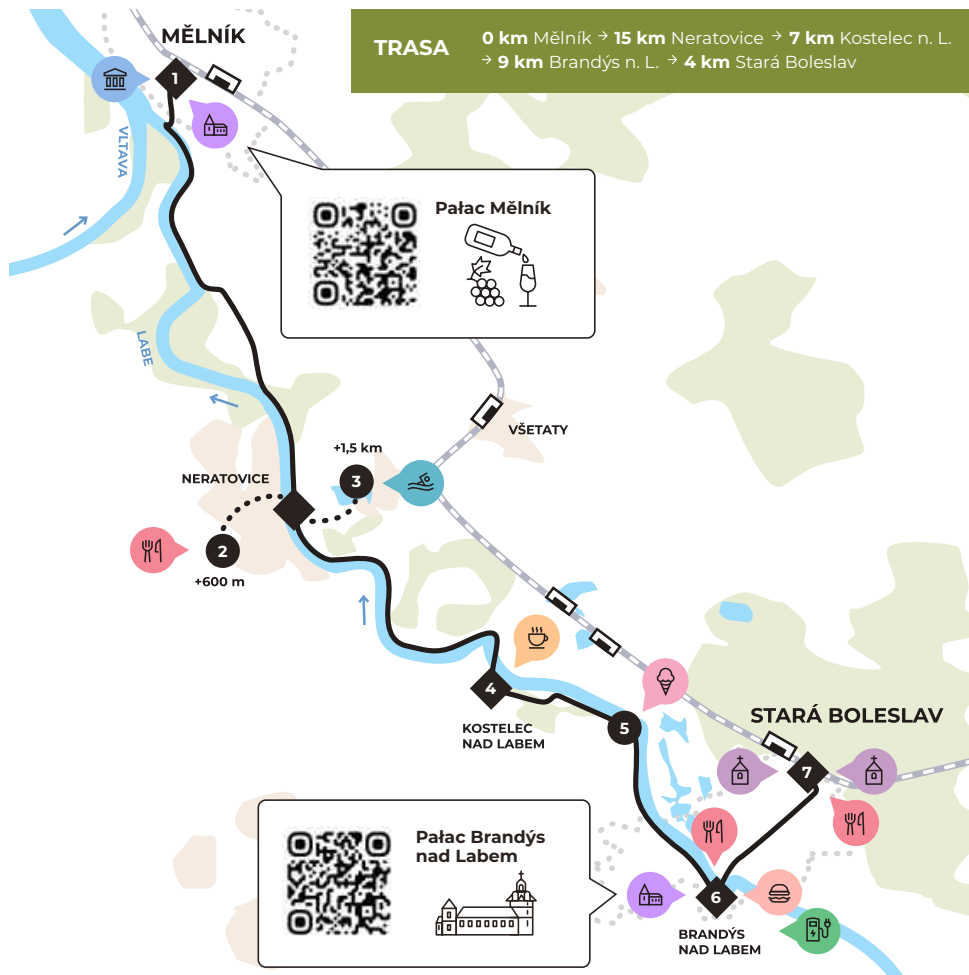 MĚLNÍK
TRASA
0 km Mělník → 15 km Neratovice → 7 km Kostelec n. L.
→ 9 km Brandýs n. L. → 4 km Stará Boleslav
1
VLTAVA
Pałac Mělník
LABE
VŠETATY
+1,5 km
NERATOVICE
3
2
+600 m
4
KOSTELEC
NAD LABEM
5
STARÁ BOLESLAV
7
Pałac Brandýs
nad Labem
6
BRANDÝS
NAD LABEM